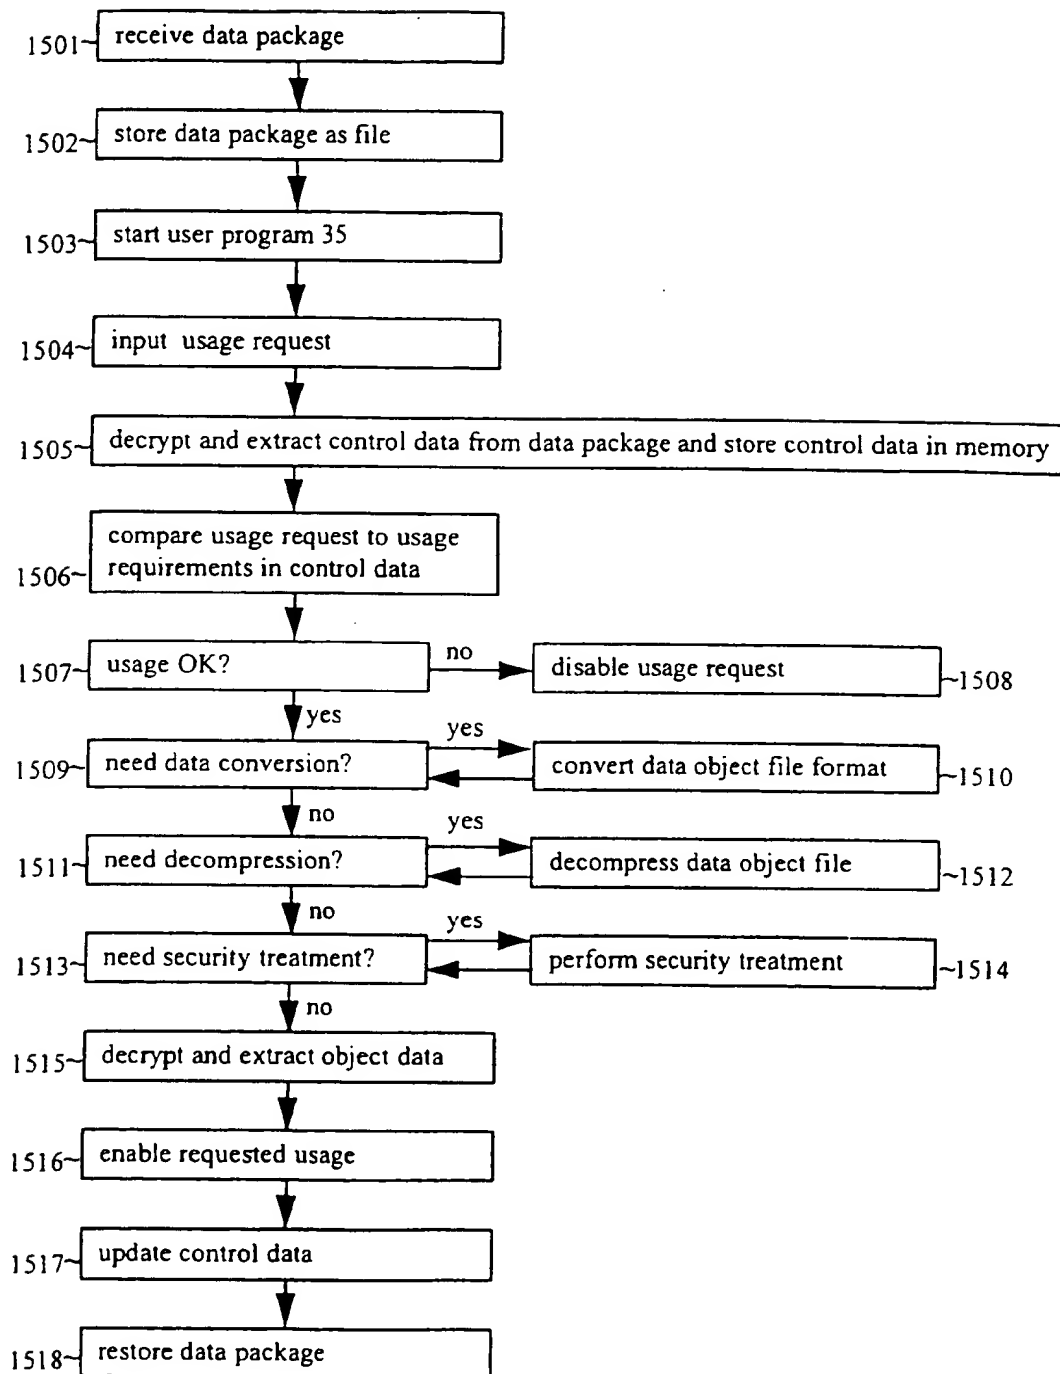 1501~ receive data package
1502~ store data package as file
1503~ start user program 35
1504~ input usage request
1505~ decrypt and extract control data from data package and store control data in memory
compare usage request to usage
1506~ requirements in control data
1507~ usage OK? no disable usage request ~1508
yes
yes
1509~ need data conversion? convert data object file format ~1510
no
yes
1511~ need decompression? decompress data object file ~1512
no
yes
1513~ need security treatment? perform security treatment ~1514
no
1515~ decrypt and extract object data
1516~ enable requested usage
1517~ update control data
1518~ restore data package